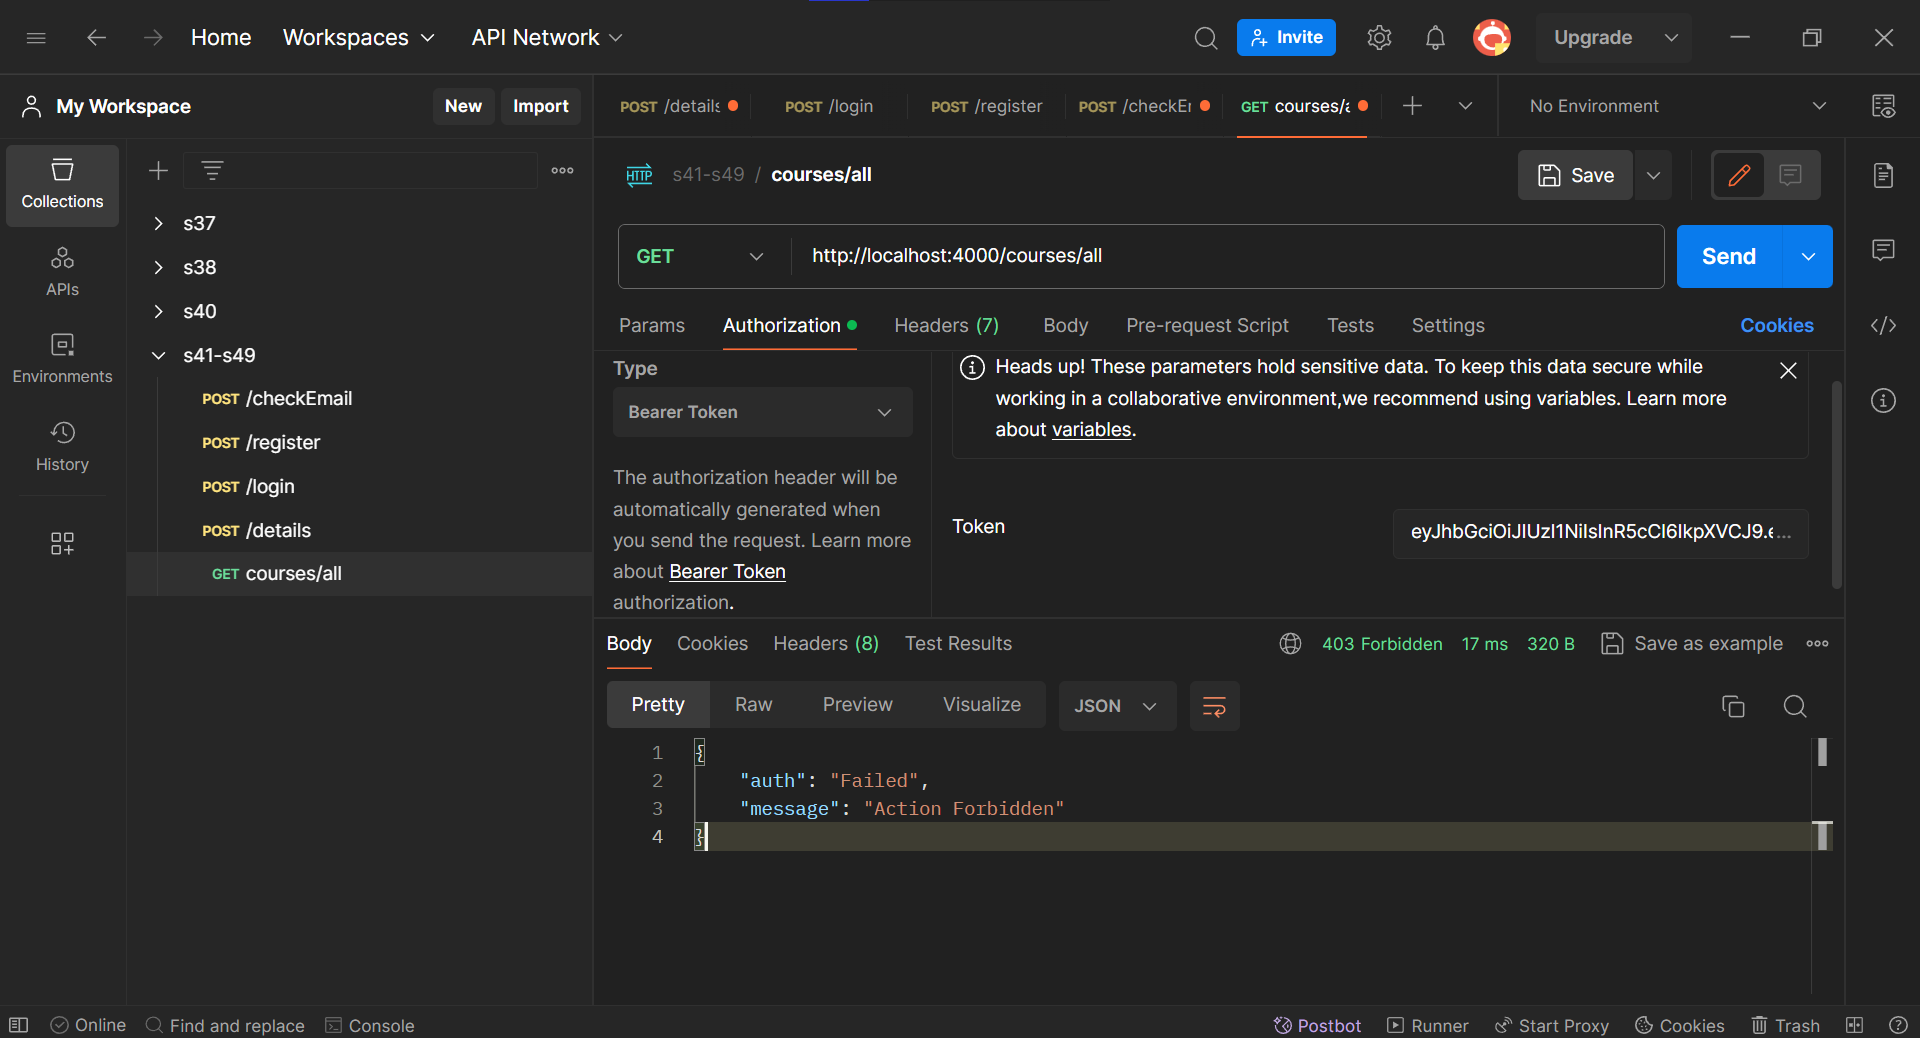 Home
Workspaces
API Network
Invite
Upgrade
My Workspace
New
Import
POST /details
POST /login
POST /register
POST /checkEr
GET courses/a
No Environment
Collections
APIs
Environments
History
s37
s38
s40
s41-s49
POST /checkEmail
POST /register
POST /login
POST /details
GET courses/all
HTTP s41-s49 / courses/all
Save
GET http://localhost:4000/courses/all
Send
Params Authorization Headers (7) Body Pre-request Script Tests Settings Cookies
Type
Bearer Token
The authorization header will be
automatically generated when
you send the request. Learn more
about Bearer Token
authorization.
Heads up! These parameters hold sensitive data. To keep this data secure while
working in a collaborative environment,we recommend using variables. Learn more
about variables.
Token
eyJhbGciOiJIUzI1NiIsInR5cCI6IkpXVCJ9.e...
Body Cookies Headers (8) Test Results
403 Forbidden 17 ms 320 B Save as example
Pretty Raw Preview Visualize JSON
1 {
2 "auth": "Failed",
3 "message": "Action Forbidden"
4 }
Online Find and replace Console
Postbot Runner Start Proxy Cookies Trash